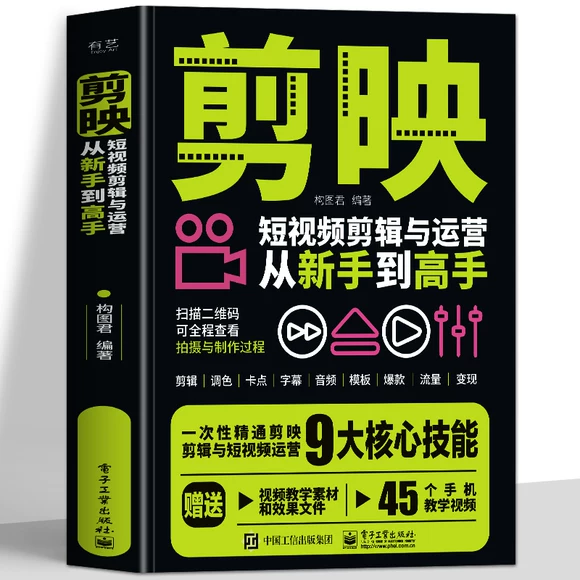 有艺
剪映
短视频剪辑与运营
从新手到高手
构图君 编著
电子工业出版社
剪映
构图君 编著
短视频剪辑与运营
从新手到高手
扫描二维码
可全程查看
拍摄与制作过程
剪辑｜调色｜卡点｜字幕｜音频｜模板｜爆款｜流量｜变现
一次性精通剪映
剪辑与短视频运营
9大核心技能
赠送
视频教学素材
和效果文件
45个手机
教学视频
中国工信出版集团
电子工业出版社